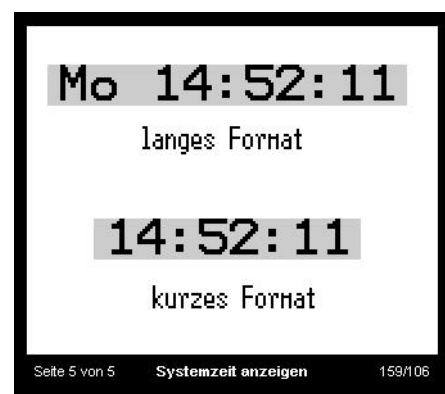 Mo 14:52:11
langes Format
14:52:11
kurzes Format
Seite 5 von 5 Systemzeit anzeigen 159/106